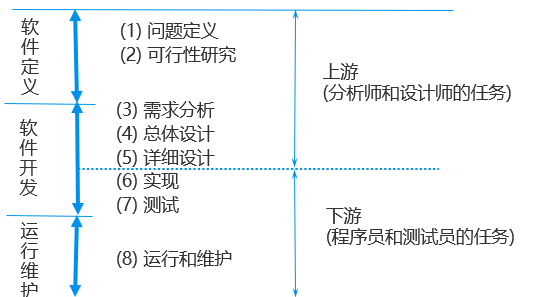 软件定义
(1) 问题定义
(2) 可行性研究
上游
(分析师和设计师的任务)
软件开发
(3) 需求分析
(4) 总体设计
(5) 详细设计
(6) 实现
(7) 测试
下游
(程序员和测试员的任务)
运行维护
(8) 运行和维护